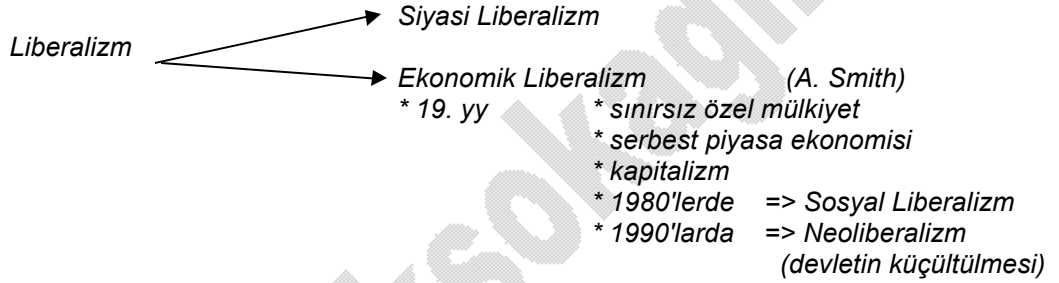 Siyasi Liberalizm
Liberalizm
Ekonomik Liberalizm (A. Smith)
* 19. yy * sınırsız özel mülkiyet
* serbest piyasa ekonomisi
* kapitalizm
* 1980'lerde => Sosyal Liberalizm
* 1990'larda => Neoliberalizm
(devletin küçültülmesi)